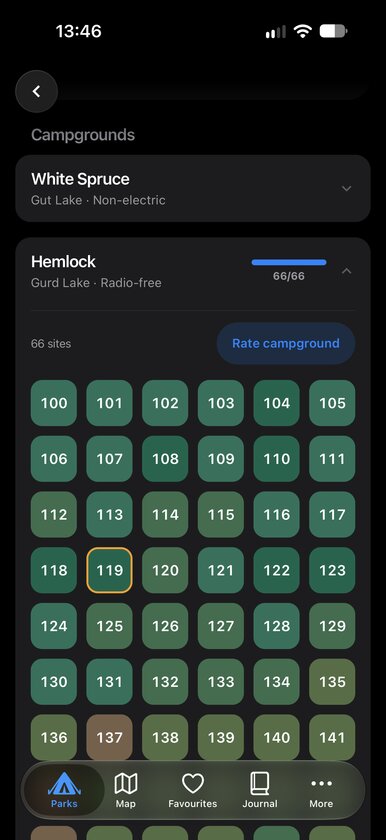 13:46
Campgrounds
White Spruce
Gut Lake · Non-electric
Hemlock
Gurd Lake · Radio-free
66/66
66 sites
Rate campground
100 101 102 103 104 105
106 107 108 109 110 111
112 113 114 115 116 117
118 119 120 121 122 123
124 125 126 127 128 129
130 131 132 133 134 135
136 137 138 139 140 141
Parks Map Favourites Journal More